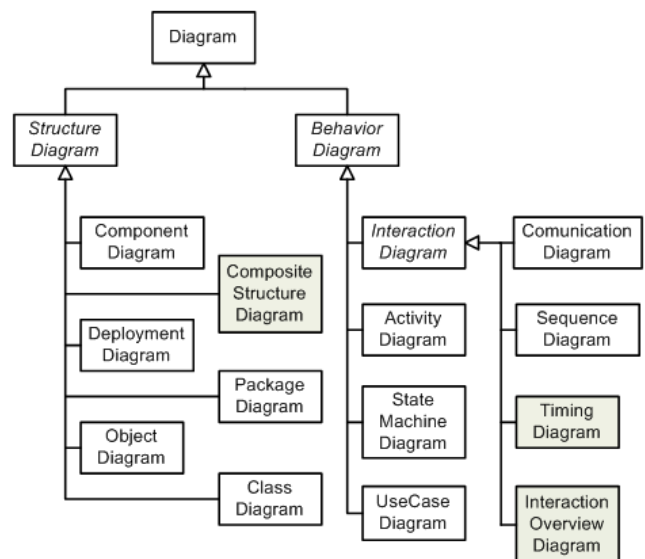 Diagram
Structure
Diagram
Behavior
Diagram
Component
Diagram
Composite
Structure
Diagram
Deployment
Diagram
Package
Diagram
Object
Diagram
Class
Diagram
Interaction
Diagram
Activity
Diagram
State
Machine
Diagram
UseCase
Diagram
Comunication
Diagram
Sequence
Diagram
Timing
Diagram
Interaction
Overview
Diagram